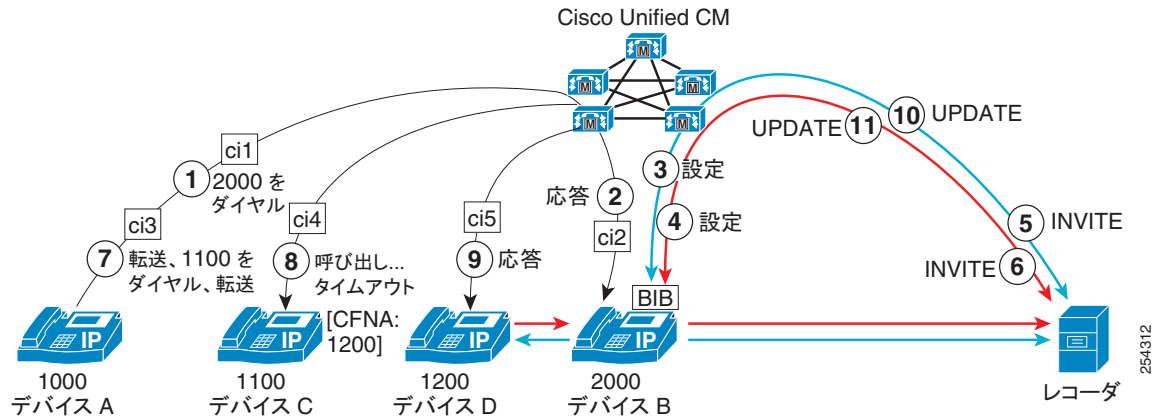 Cisco Unified CM
M
M
M
M
M
ci1
1 2000 を
ダイヤル
ci3
7 転送、1100 を
ダイヤル、転送
ci4
8 呼び出し...
タイムアウト
[CFNA:
1200]
ci5
9 応答
応答 2
ci2
3 設定
4 設定
BIB
10 UPDATE
UPDATE 11
5 INVITE
INVITE 6
IP
IP
IP
IP
1000
デバイス A
1100
デバイス C
1200
デバイス D
2000
デバイス B
レコーダ
254312